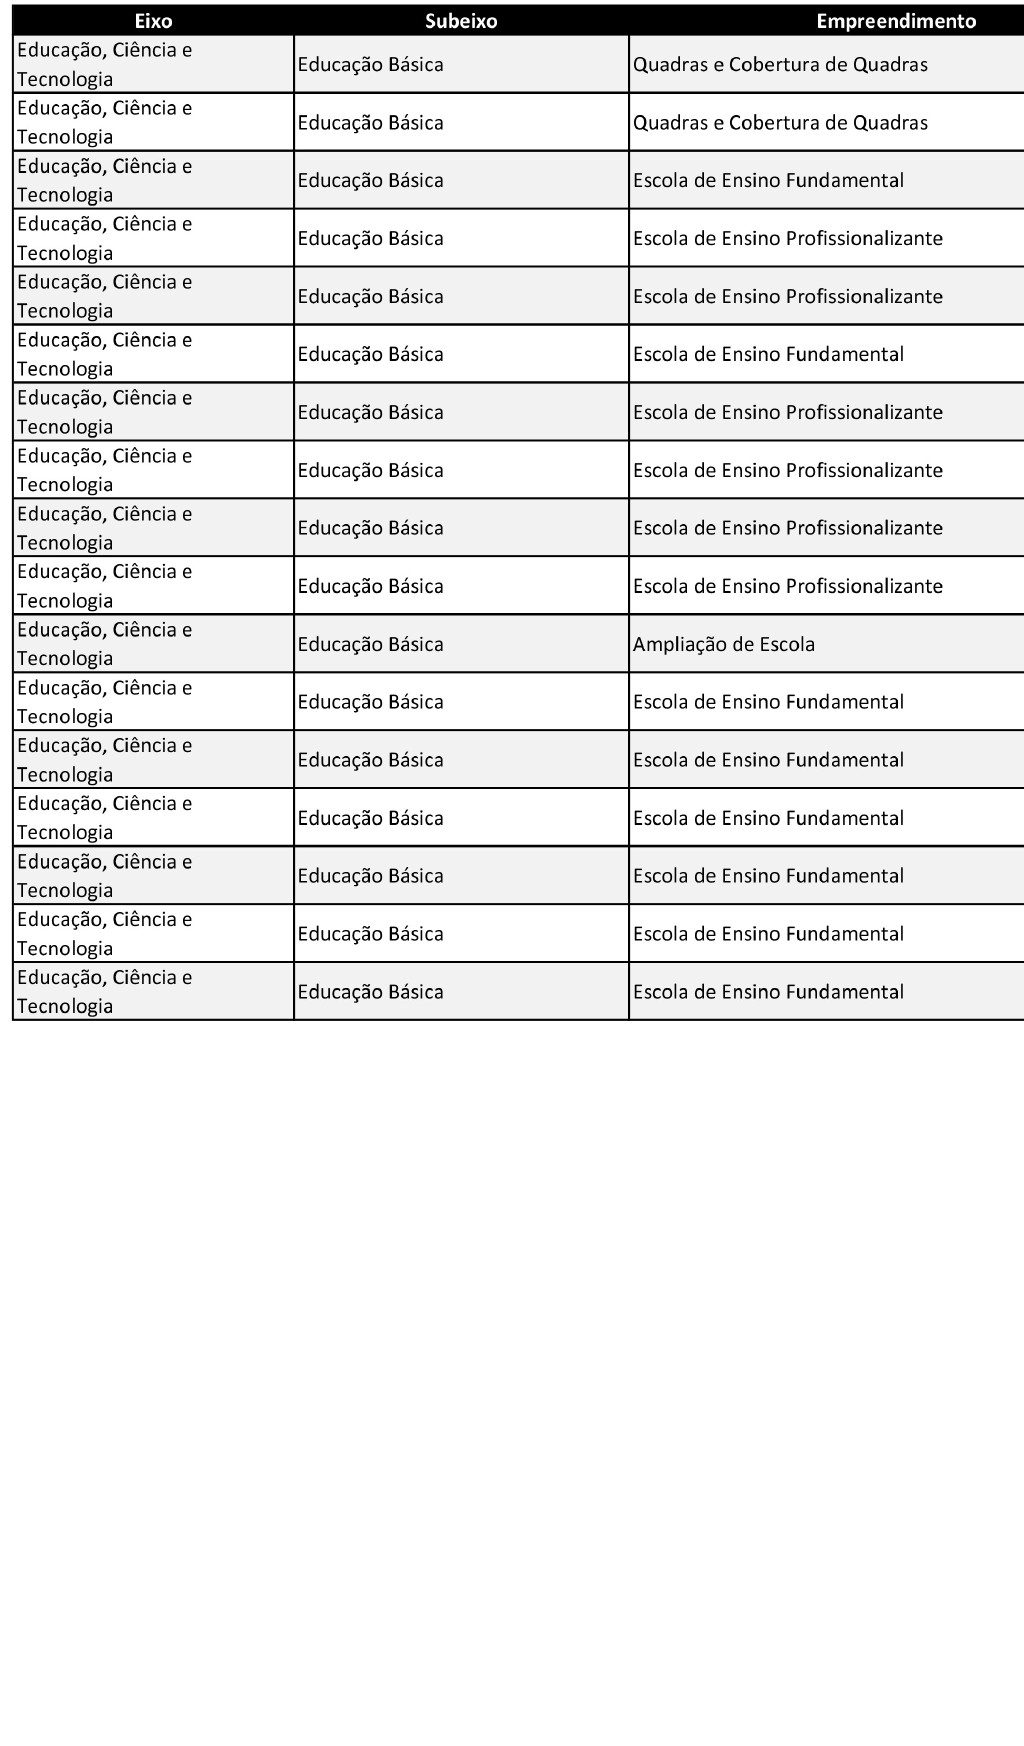 Eixo Subeixo Empreendimento
Educação, Ciência e
Tecnologia Educação Básica Quadras e Cobertura de Quadras
Educação, Ciência e
Tecnologia Educação Básica Quadras e Cobertura de Quadras
Educação, Ciência e
Tecnologia Educação Básica Escola de Ensino Fundamental
Educação, Ciência e
Tecnologia Educação Básica Escola de Ensino Profissionalizante
Educação, Ciência e
Tecnologia Educação Básica Escola de Ensino Profissionalizante
Educação, Ciência e
Tecnologia Educação Básica Escola de Ensino Fundamental
Educação, Ciência e
Tecnologia Educação Básica Escola de Ensino Profissionalizante
Educação, Ciência e
Tecnologia Educação Básica Escola de Ensino Profissionalizante
Educação, Ciência e
Tecnologia Educação Básica Escola de Ensino Profissionalizante
Educação, Ciência e
Tecnologia Educação Básica Escola de Ensino Profissionalizante
Educação, Ciência e
Tecnologia Educação Básica Ampliação de Escola
Educação, Ciência e
Tecnologia Educação Básica Escola de Ensino Fundamental
Educação, Ciência e
Tecnologia Educação Básica Escola de Ensino Fundamental
Educação, Ciência e
Tecnologia Educação Básica Escola de Ensino Fundamental
Educação, Ciência e
Tecnologia Educação Básica Escola de Ensino Fundamental
Educação, Ciência e
Tecnologia Educação Básica Escola de Ensino Fundamental
Educação, Ciência e
Tecnologia Educação Básica Escola de Ensino Fundamental